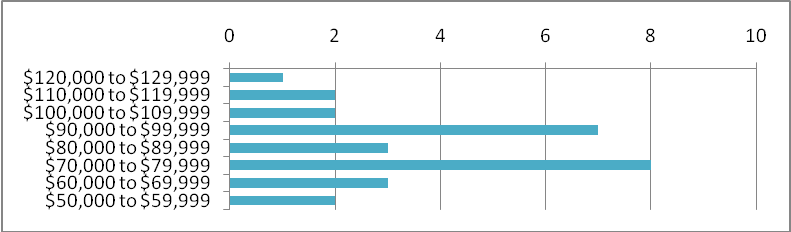 0 2 4 6 8 10
$120,000 to $129,999
$110,000 to $119,999
$100,000 to $109,999
$90,000 to $99,999
$80,000 to $89,999
$70,000 to $79,999
$60,000 to $69,999
$50,000 to $59,999